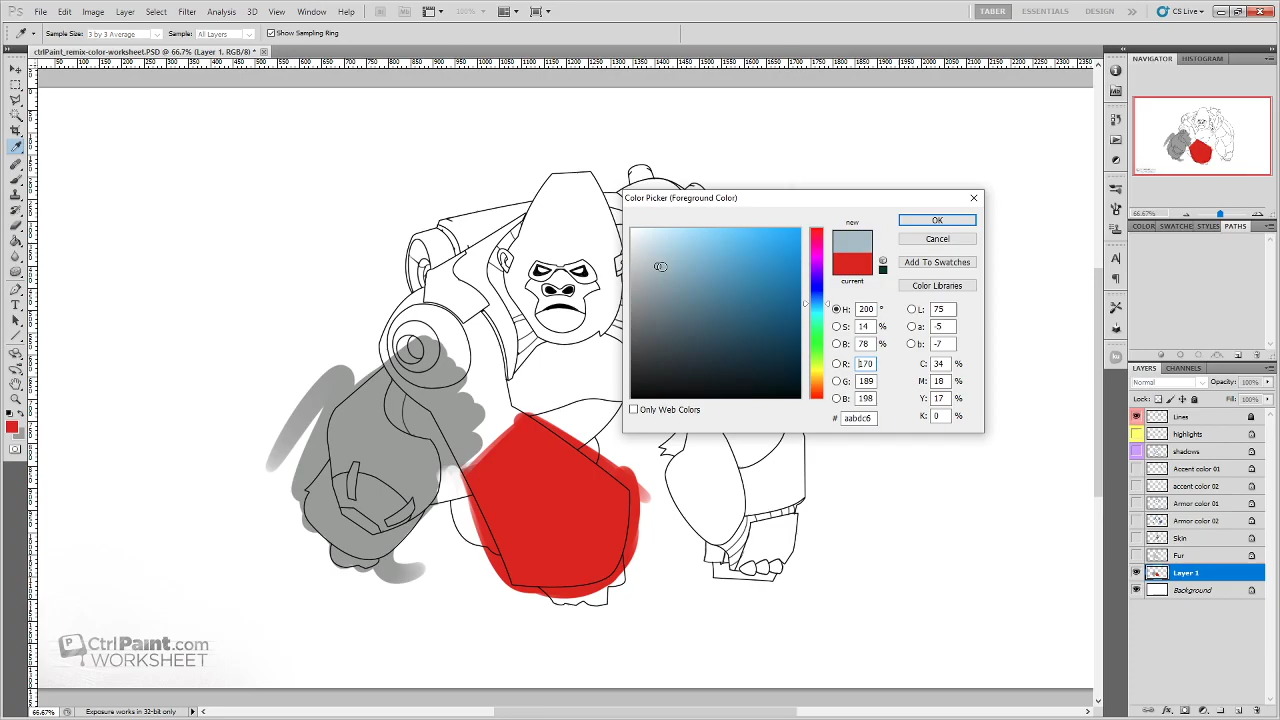 Ps File Edit Image Layer Select Filter Analysis 3D View Window Help Br 100% TABER ESSENTIALS DESIGN CS Live
Sample Size: 3 by 3 Average Sample: All Layers Show Sampling Ring
ctrlPaint_remix-color-worksheet.PSD @ 66.7% (Layer 1, RGB/8) *
NAVIGATOR HISTOGRAM
66.67%
COLOR SWATCHES STYLES PATHS
Color Picker (Foreground Color)
new
OK
Cancel
Add To Swatches
current
Color Libraries
H: 200 ° L: 75
S: 14 % a: -5
B: 78 % b: -7
R: 170 C: 34 %
G: 189 M: 18 %
B: 198 Y: 17 %
# aabdc6 K: 0 %
Only Web Colors
LAYERS CHANNELS
Normal Opacity: 100%
Lock: Fill: 100%
Lines
highlights
shadows
Accent color 01
accent color 02
Armor color 01
Armor color 02
Skin
Fur
Layer 1
Background
CtrlPaint.com
WORKSHEET
66.67% Exposure works in 32-bit only